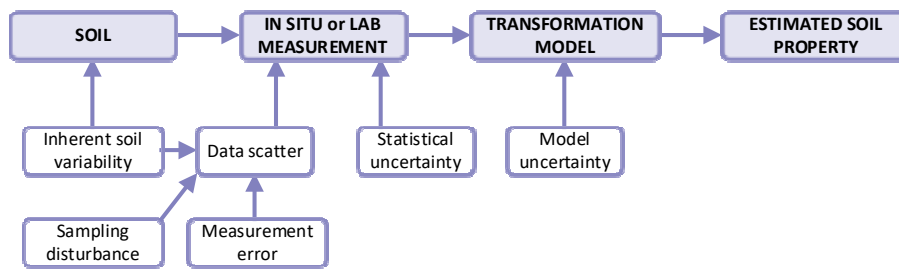 SOIL
IN SITU or LAB
MEASUREMENT
TRANSFORMATION
MODEL
ESTIMATED SOIL
PROPERTY
Inherent soil
variability
Data scatter
Statistical
uncertainty
Model
uncertainty
Sampling
disturbance
Measurement
error